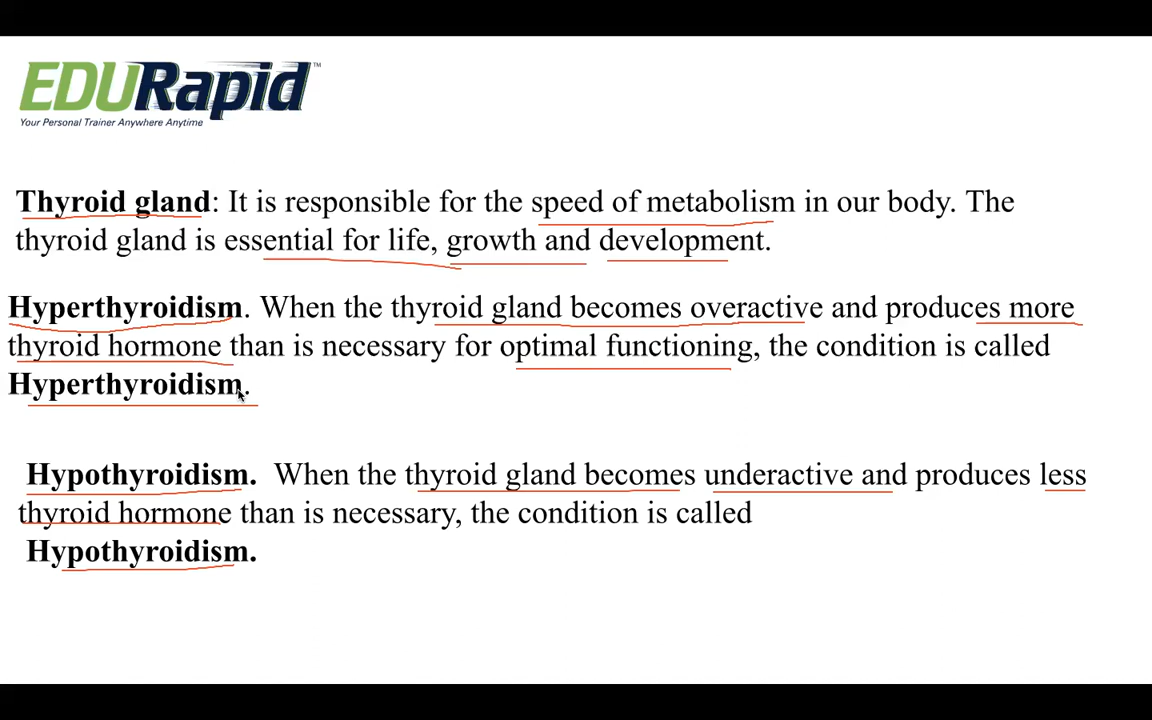 EDURapid™
Your Personal Trainer Anywhere Anytime
Thyroid gland: It is responsible for the speed of metabolism in our body. The
thyroid gland is essential for life, growth and development.
Hyperthyroidism. When the thyroid gland becomes overactive and produces more
thyroid hormone than is necessary for optimal functioning, the condition is called
Hyperthyroidism.
Hypothyroidism. When the thyroid gland becomes underactive and produces less
thyroid hormone than is necessary, the condition is called
Hypothyroidism.